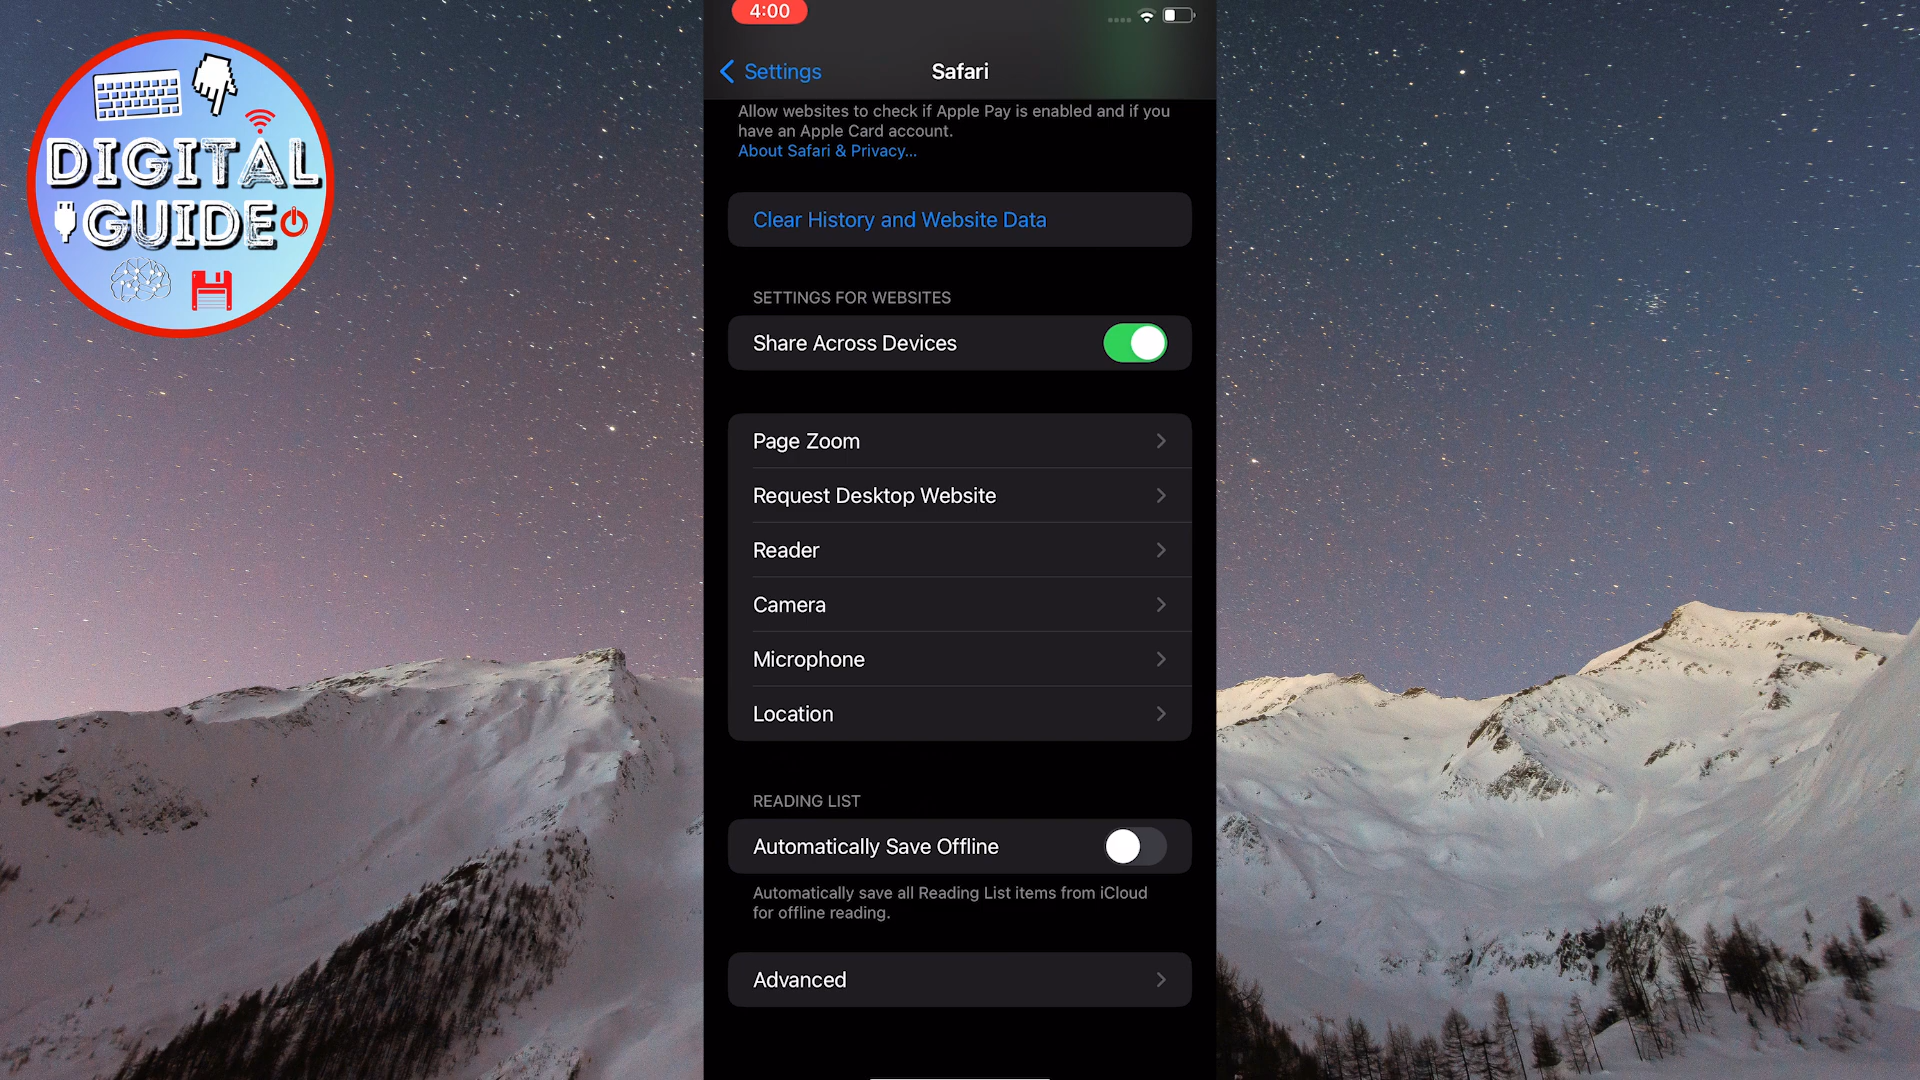 DIGITAL
GUIDE
4:00
Settings
Safari
Allow websites to check if Apple Pay is enabled and if you
have an Apple Card account.
About Safari & Privacy...
Clear History and Website Data
SETTINGS FOR WEBSITES
Share Across Devices
Page Zoom
Request Desktop Website
Reader
Camera
Microphone
Location
READING LIST
Automatically Save Offline
Automatically save all Reading List items from iCloud
for offline reading.
Advanced